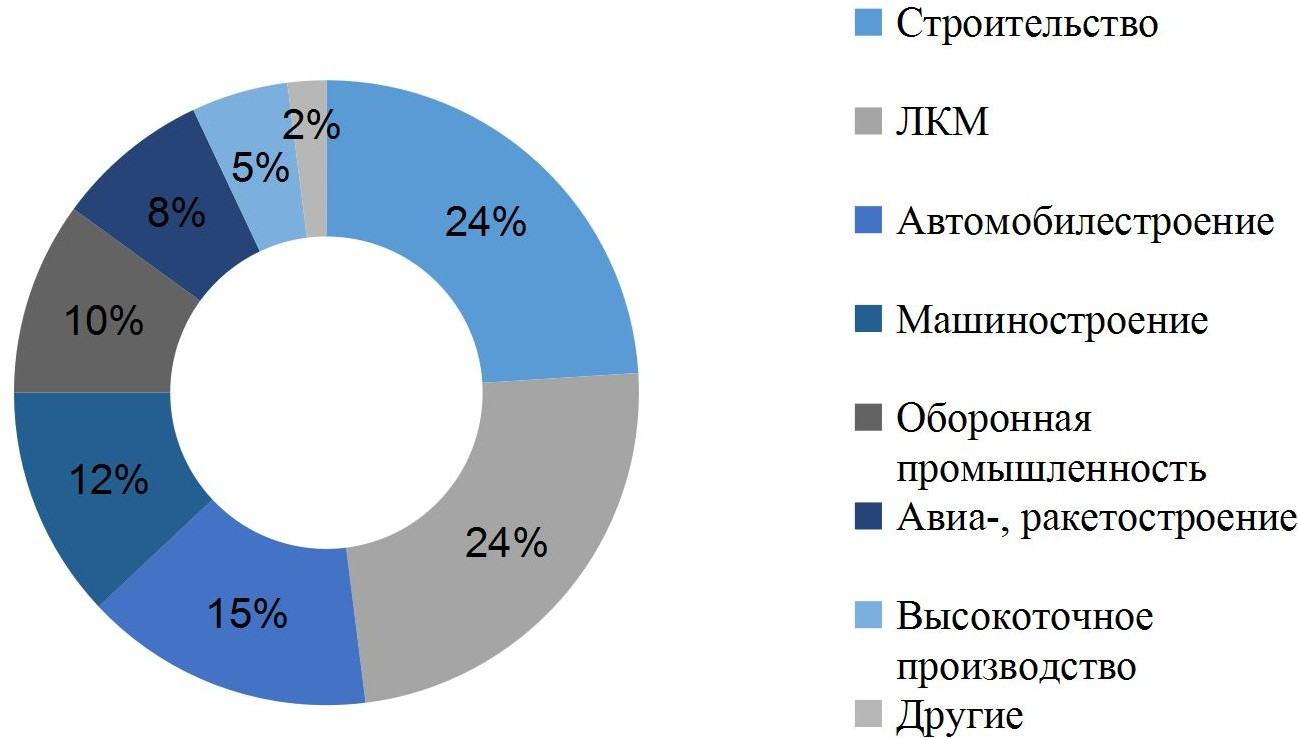 Строительство
ЛКМ
Автомобилестроение
Машиностроение
Оборонная
промышленность
Авиа-, ракетостроение
Высокоточное
производство
Другие
24%
24%
15%
12%
10%
8%
5%
2%